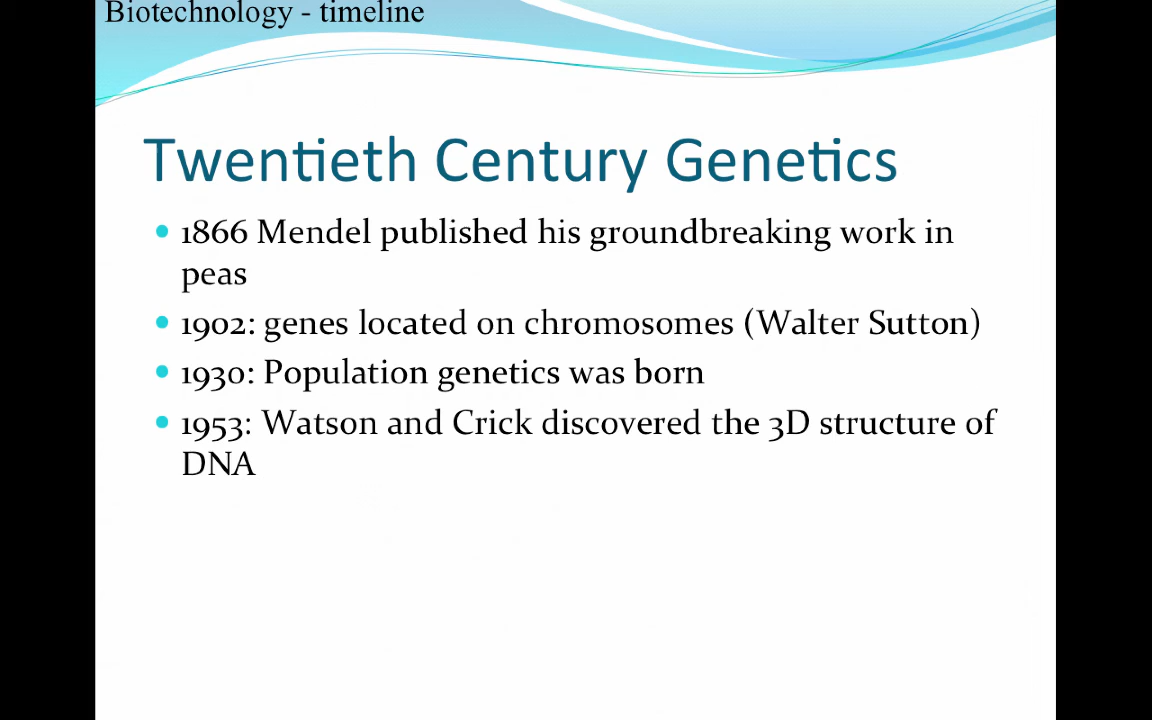 Biotechnology - timeline
Twentieth Century Genetics
1866 Mendel published his groundbreaking work in
peas
1902: genes located on chromosomes (Walter Sutton)
1930: Population genetics was born
1953: Watson and Crick discovered the 3D structure of
DNA